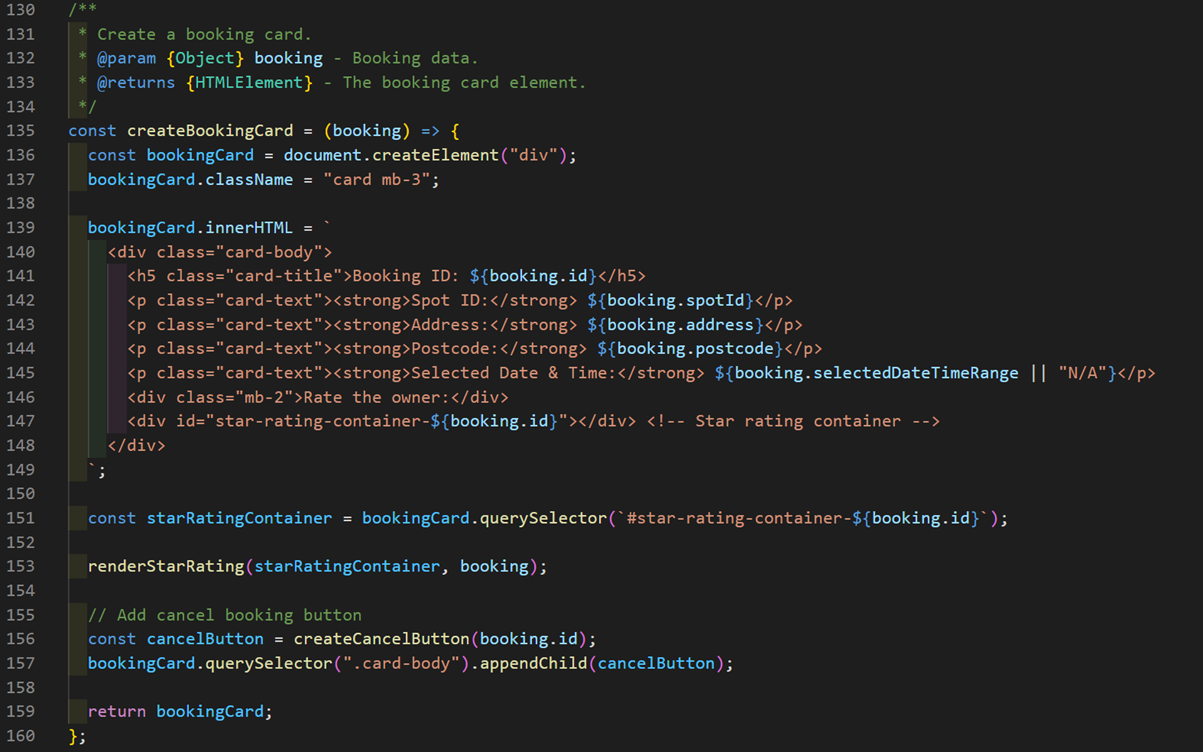 130 /**
131  * Create a booking card.
132  * @param {Object} booking - Booking data.
133  * @returns {HTMLElement} - The booking card element.
134  */
135 const createBookingCard = (booking) => {
136   const bookingCard = document.createElement("div");
137   bookingCard.className = "card mb-3";
138
139   bookingCard.innerHTML = `
140     <div class="card-body">
141       <h5 class="card-title">Booking ID: ${booking.id}</h5>
142       <p class="card-text"><strong>Spot ID:</strong> ${booking.spotId}</p>
143       <p class="card-text"><strong>Address:</strong> ${booking.address}</p>
144       <p class="card-text"><strong>Postcode:</strong> ${booking.postcode}</p>
145       <p class="card-text"><strong>Selected Date & Time:</strong> ${booking.selectedDateTimeRange || "N/A"}</p>
146       <div class="mb-2">Rate the owner:</div>
147       <div id="star-rating-container-${booking.id}"></div> <!-- Star rating container -->
148     </div>
149   `;
150
151   const starRatingContainer = bookingCard.querySelector(`#star-rating-container-${booking.id}`);
152
153   renderStarRating(starRatingContainer, booking);
154
155   // Add cancel booking button
156   const cancelButton = createCancelButton(booking.id);
157   bookingCard.querySelector(".card-body").appendChild(cancelButton);
158
159   return bookingCard;
160 };